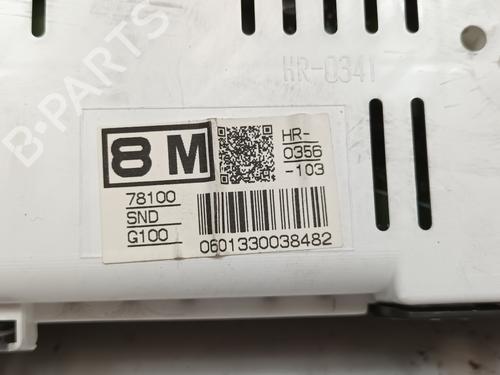 HR-0341
8 M
HR-
0356
-103
78100
SND
G100
0601330038482
B-PARTS